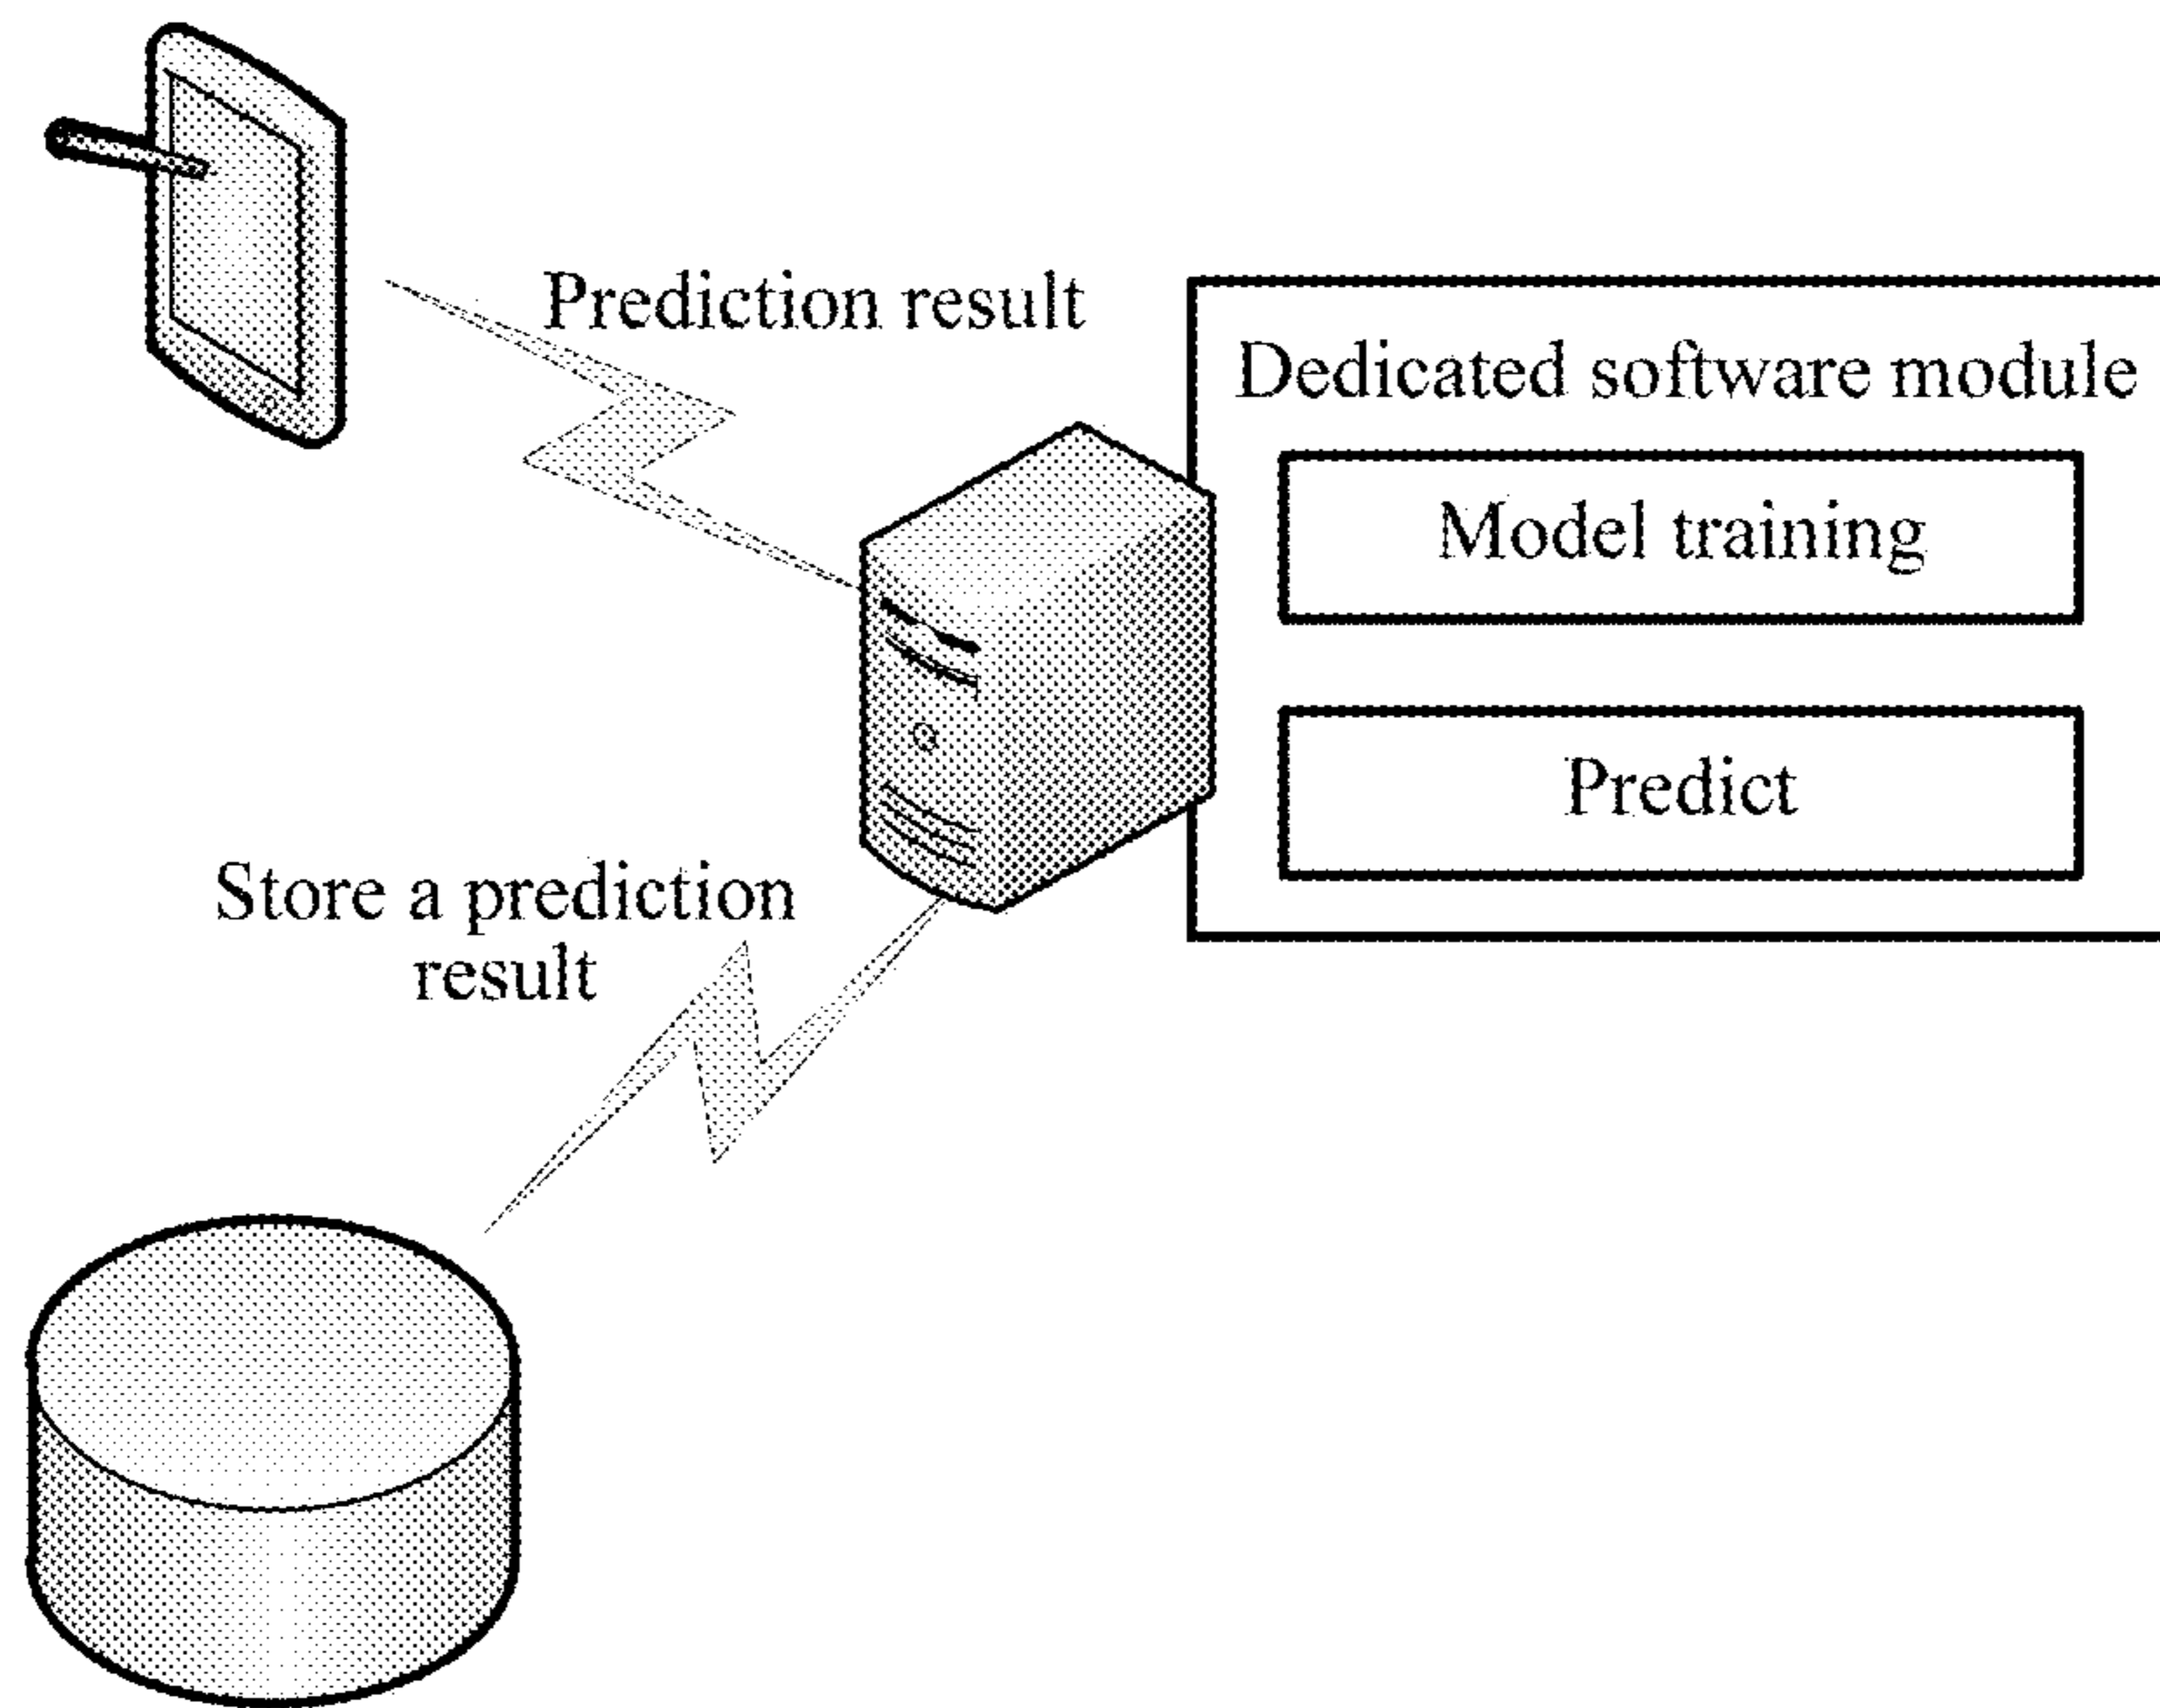 Prediction result
Dedicated software module
Model training
Predict
Store a prediction
result